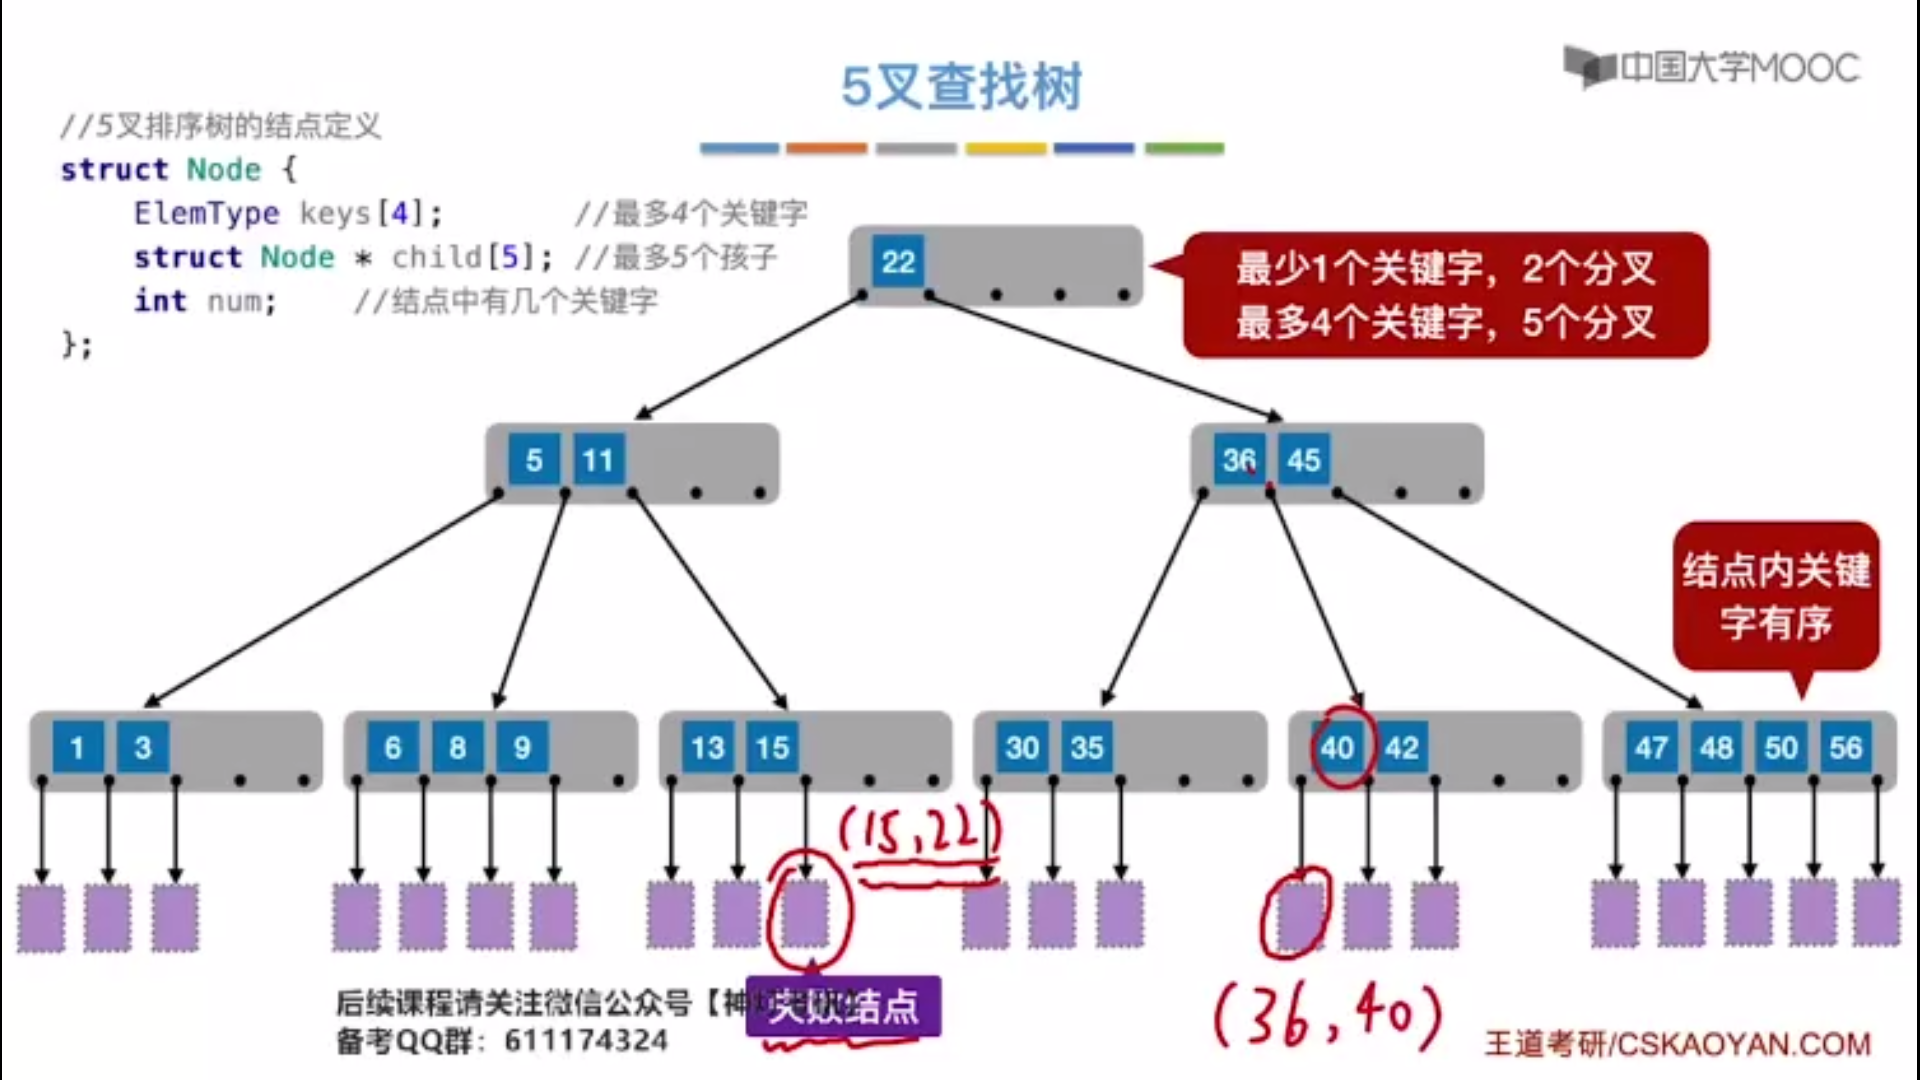 5叉查找树
中国大学MOOC
//5叉排序树的结点定义
struct Node {
ElemType keys[4]; //最多4个关键字
struct Node * child[5]; //最多5个孩子
int num; //结点中有几个关键字
};
22
最少1个关键字，2个分叉
最多4个关键字，5个分叉
5 11
36 45
结点内关键
字有序
1 3
6 8 9
13 15
30 35
40 42
47 48 50 56
(15,22)
失败结点
(36,40)
后续课程请关注微信公众号【神
备考QQ群：611174324
王道考研/CSKAOYAN.COM